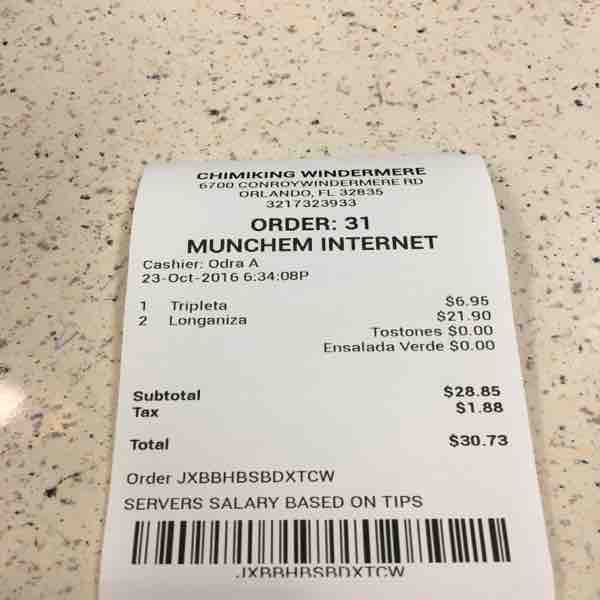 CHIMIKING WINDERMERE
6700 CONROYWINDERMERE RD
ORLANDO, FL 32835
3217323933
ORDER: 31
MUNCHEM INTERNET
Cashier: Odra A
23-Oct-2016 6:34:08P
1 Tripleta $6.95
2 Longaniza $21.90
Tostones $0.00
Ensalada Verde $0.00
Subtotal $28.85
Tax $1.88
Total $30.73
Order JXBBHBSBDXTCW
SERVERS SALARY BASED ON TIPS
JXBBHBSBDXTCW